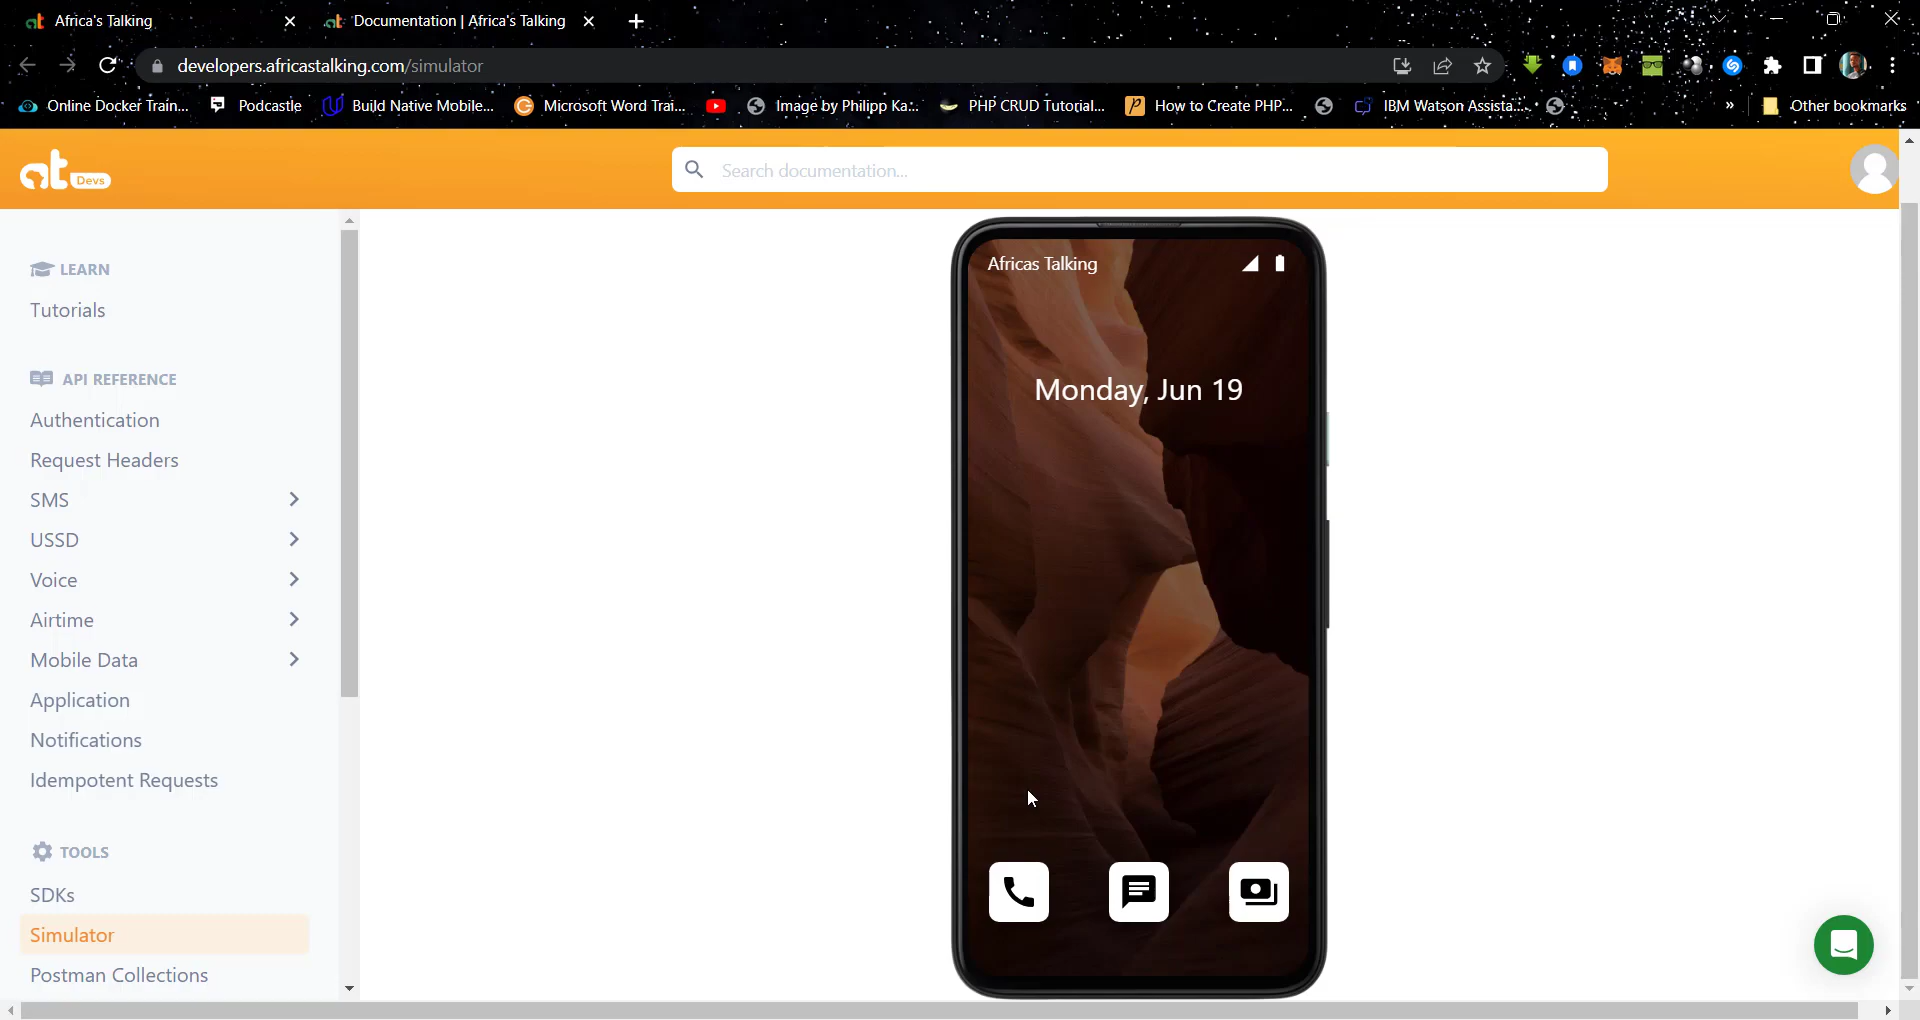 Africa's Talking
Documentation | Africa's Talking
developers.africastalking.com/simulator
Online Docker Train...
Podcastle
Build Native Mobile...
Microsoft Word Trai...
Image by Philipp Ka...
PHP CRUD Tutorial...
How to Create PHP...
IBM Watson Assista...
»
Other bookmarks
at Devs
Search documentation...
LEARN
Tutorials
API REFERENCE
Authentication
Request Headers
SMS
USSD
Voice
Airtime
Mobile Data
Application
Notifications
Idempotent Requests
TOOLS
SDKs
Simulator
Postman Collections
Africas Talking
Monday, Jun 19